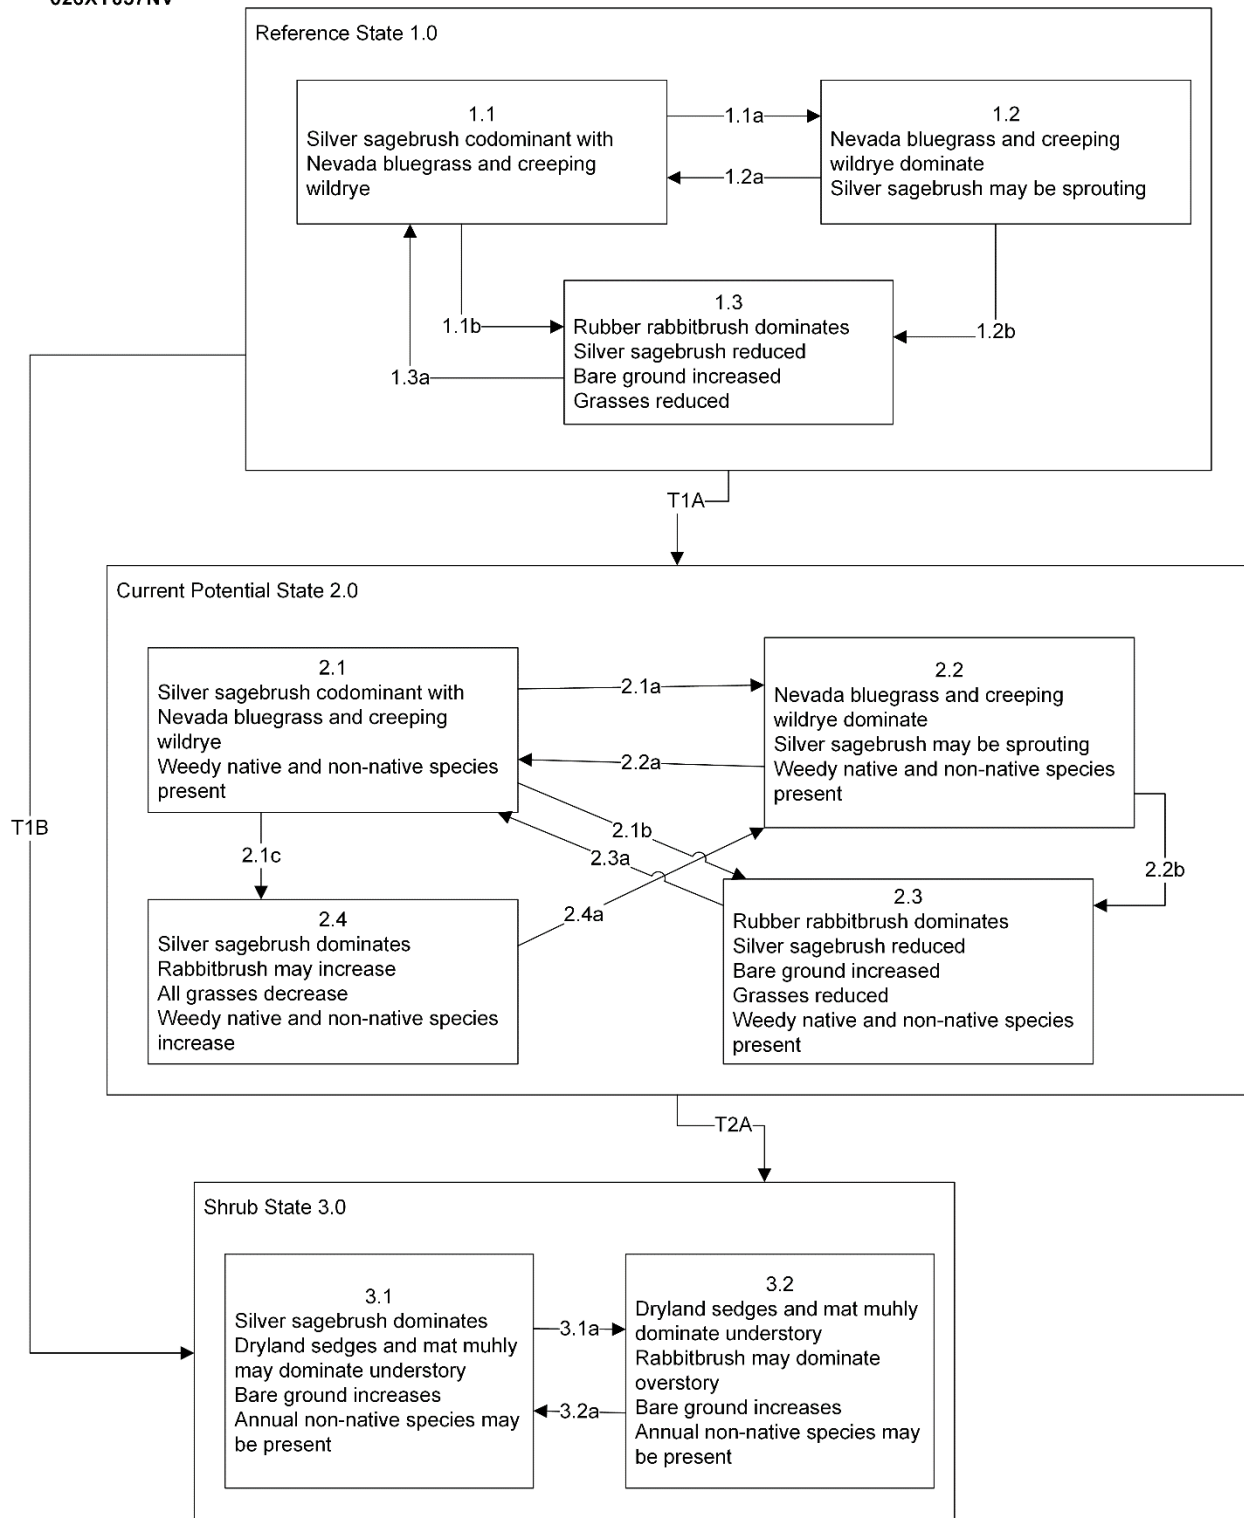 Reference State 1.0
1.1
Silver sagebrush codominant with
Nevada bluegrass and creeping
wildrye
1.1a
1.2a
1.2
Nevada bluegrass and creeping
wildrye dominate
Silver sagebrush may be sprouting
1.1b
1.3a
1.3
Rubber rabbitbrush dominates
Silver sagebrush reduced
Bare ground increased
Grasses reduced
1.2b
T1A
T1B
Current Potential State 2.0
2.1
Silver sagebrush codominant with
Nevada bluegrass and creeping
wildrye
Weedy native and non-native species
present
2.1a
2.2a
2.2
Nevada bluegrass and creeping
wildrye dominate
Silver sagebrush may be sprouting
Weedy native and non-native species
present
2.1b
2.3a
2.1c
2.4a
2.2b
2.4
Silver sagebrush dominates
Rabbitbrush may increase
All grasses decrease
Weedy native and non-native species
increase
2.3
Rubber rabbitbrush dominates
Silver sagebrush reduced
Bare ground increased
Grasses reduced
Weedy native and non-native species
present
T2A
Shrub State 3.0
3.1
Silver sagebrush dominates
Dryland sedges and mat muhly
may dominate understory
Bare ground increases
Annual non-native species may
be present
3.1a
3.2a
3.2
Dryland sedges and mat muhly
dominate understory
Rabbitbrush may dominate
overstory
Bare ground increases
Annual non-native species may
be present